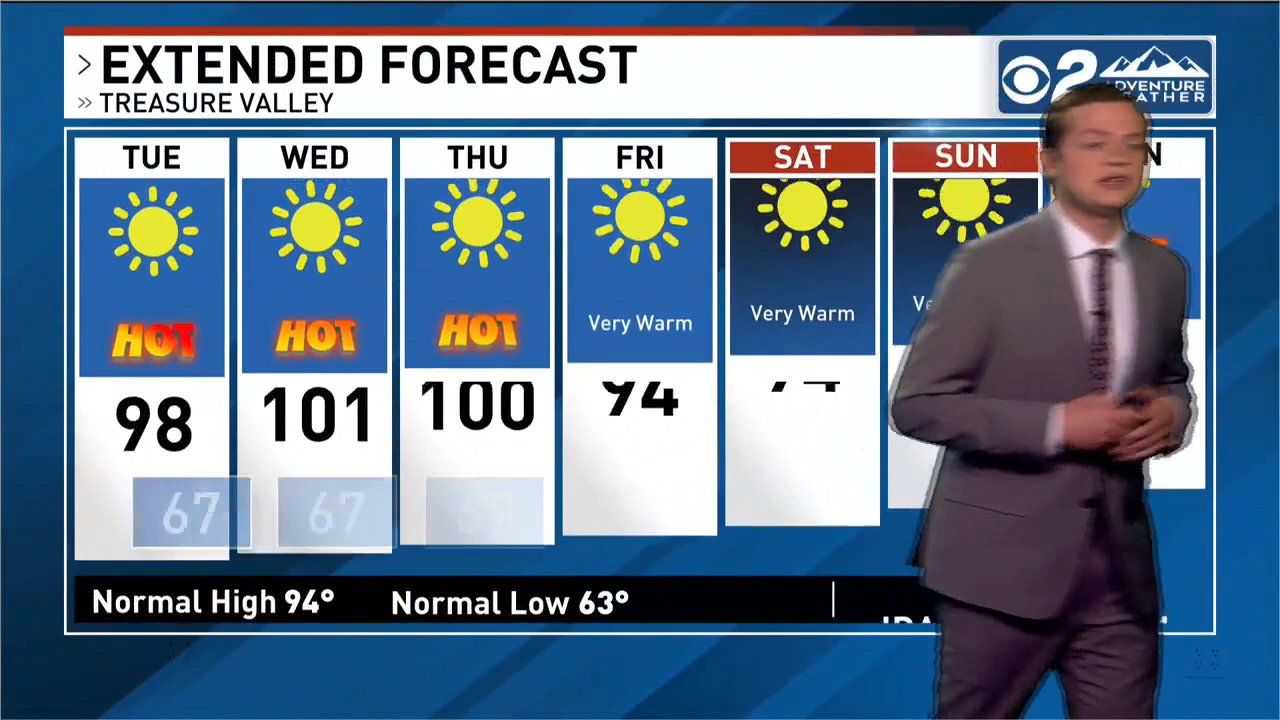 > EXTENDED FORECAST
» TREASURE VALLEY
2
ADVENTURE
WEATHER
TUE WED THU FRI SAT SUN
HOT HOT HOT Very Warm Very Warm
98 101 100 94
67 67
Normal High 94° Normal Low 63°